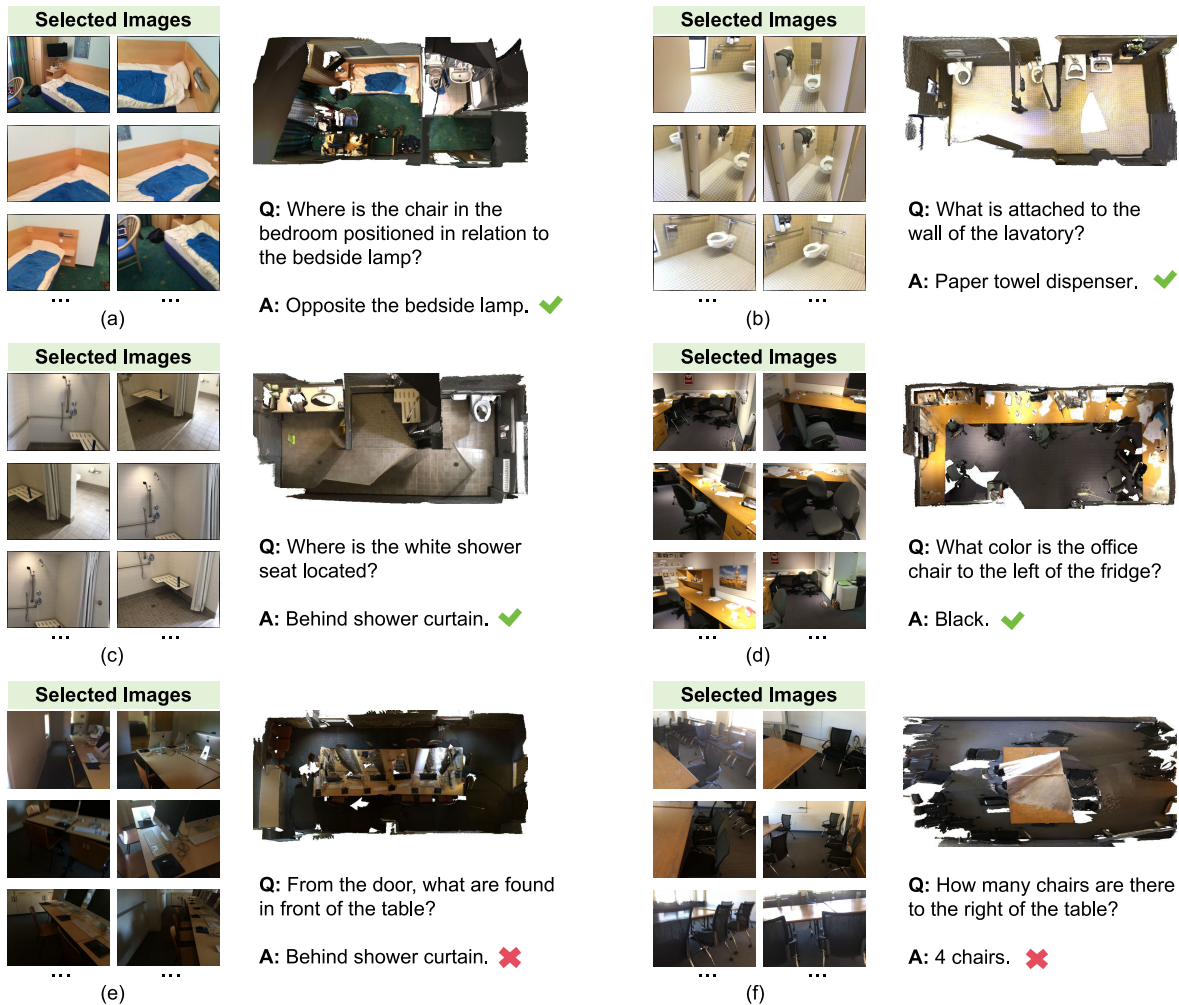 Selected Images
Q: Where is the chair in the
bedroom positioned in relation to
the bedside lamp?
A: Opposite the bedside lamp.
...
...
(a)
Selected Images
Q: What is attached to the
wall of the lavatory?
A: Paper towel dispenser.
...
...
(b)
Selected Images
Q: Where is the white shower
seat located?
A: Behind shower curtain.
...
...
(c)
Selected Images
Q: What color is the office
chair to the left of the fridge?
A: Black.
...
...
(d)
Selected Images
Q: From the door, what are found
in front of the table?
A: Behind shower curtain.
...
...
(e)
Selected Images
Q: How many chairs are there
to the right of the table?
A: 4 chairs.
...
...
(f)